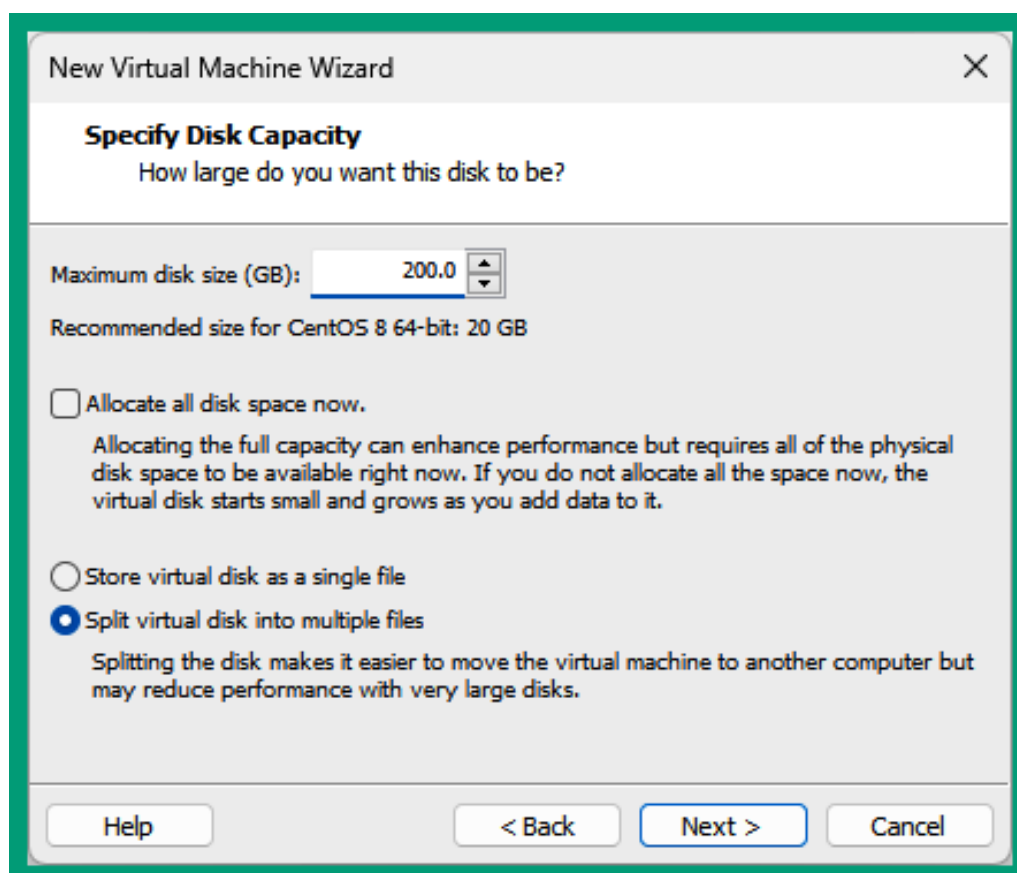 New Virtual Machine Wizard
Specify Disk Capacity
How large do you want this disk to be?
Maximum disk size (GB): 200.0
Recommended size for CentOS 8 64-bit: 20 GB
Allocate all disk space now.
Allocating the full capacity can enhance performance but requires all of the physical
disk space to be available right now. If you do not allocate all the space now, the
virtual disk starts small and grows as you add data to it.
Store virtual disk as a single file
Split virtual disk into multiple files
Splitting the disk makes it easier to move the virtual machine to another computer but
may reduce performance with very large disks.
Help < Back Next > Cancel